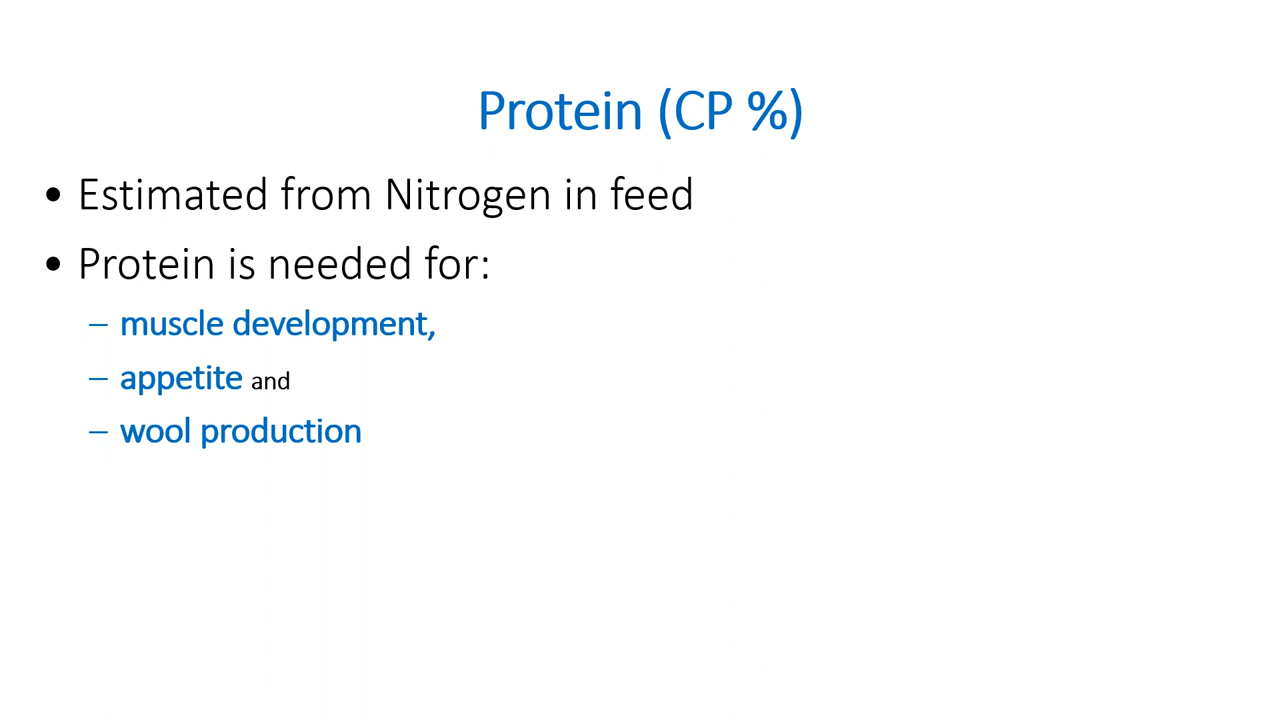 Protein (CP %)
• Estimated from Nitrogen in feed
• Protein is needed for:
– muscle development,
– appetite and
– wool production